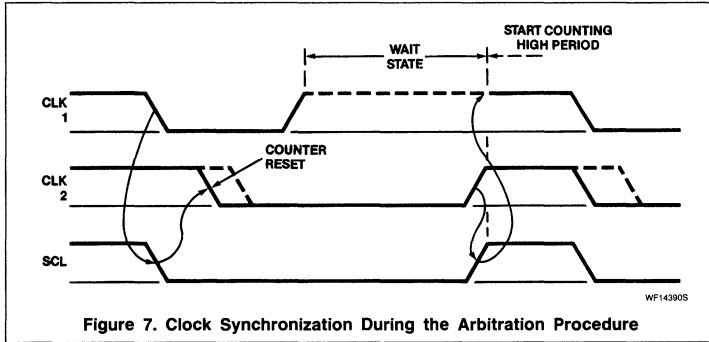 START COUNTING
HIGH PERIOD
WAIT
STATE
CLK
1
COUNTER
RESET
CLK
2
SCL
WF14390S
Figure 7. Clock Synchronization During the Arbitration Procedure